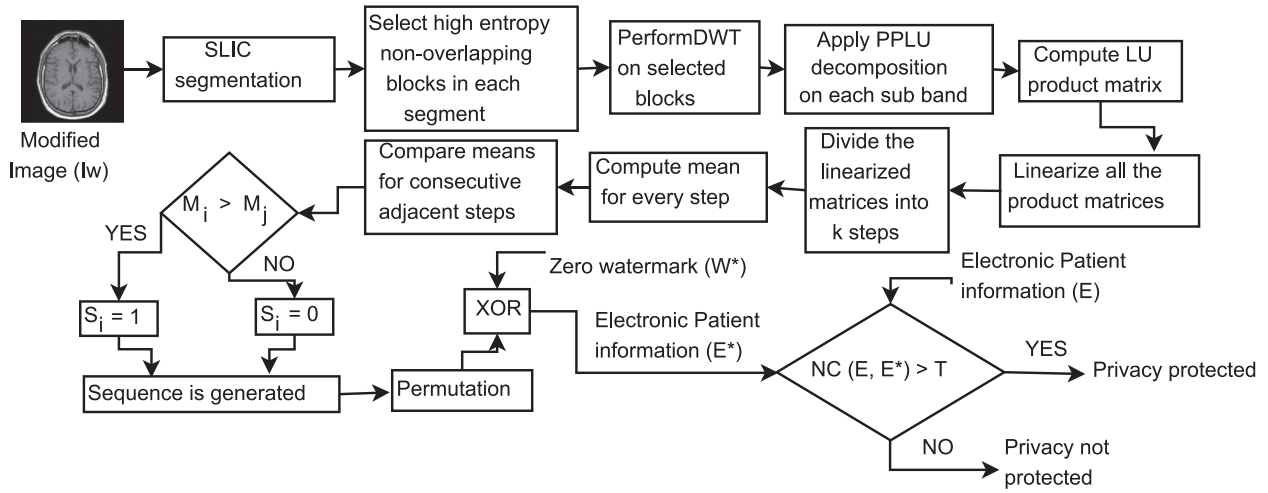 Modified
Image (Iw)
SLIC
segmentation
Select high entropy
non-overlapping
blocks in each
segment
PerformDWT
on selected
blocks
Apply PPLU
decomposition
on each sub band
Compute LU
product matrix
Linearize all the
product matrices
Divide the
linearized
matrices into
k steps
Compute mean
for every step
Compare means
for consecutive
adjacent steps
M i > M j
YES
NO
S i = 1
S i = 0
Sequence is generated
Permutation
XOR
Zero watermark (W*)
Electronic Patient
information (E*)
Electronic Patient
information (E)
NC (E, E*) > T
YES
Privacy protected
NO
Privacy not
protected